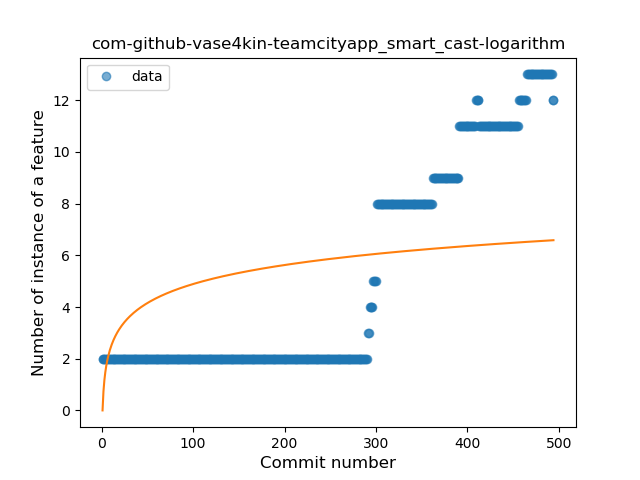 com-github-vase4kin-teamcityapp_smart_cast-logarithm
data
Number of instance of a feature
12
10
8
6
4
2
0
0 100 200 300 400 500
Commit number